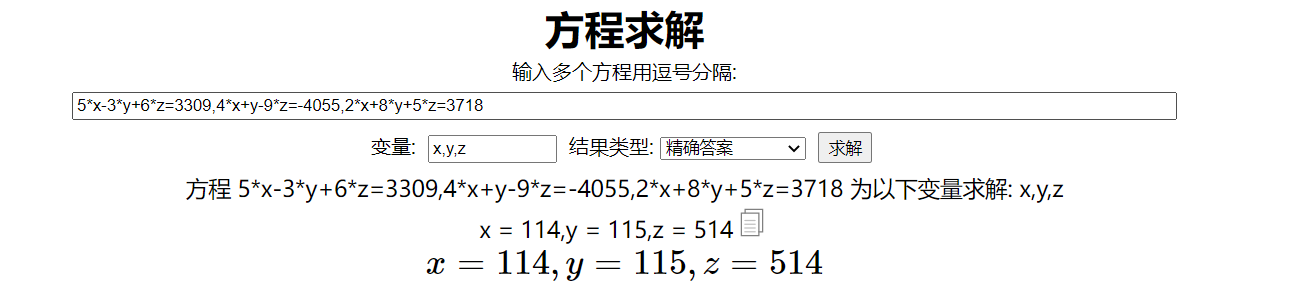 方程求解
输入多个方程用逗号分隔:
5*x-3*y+6*z=3309,4*x+y-9*z=-4055,2*x+8*y+5*z=3718
变量: x,y,z 结果类型: 精确答案 求解
方程 5*x-3*y+6*z=3309,4*x+y-9*z=-4055,2*x+8*y+5*z=3718 为以下变量求解: x,y,z
x = 114,y = 115,z = 514
x = 114, y = 115, z = 514